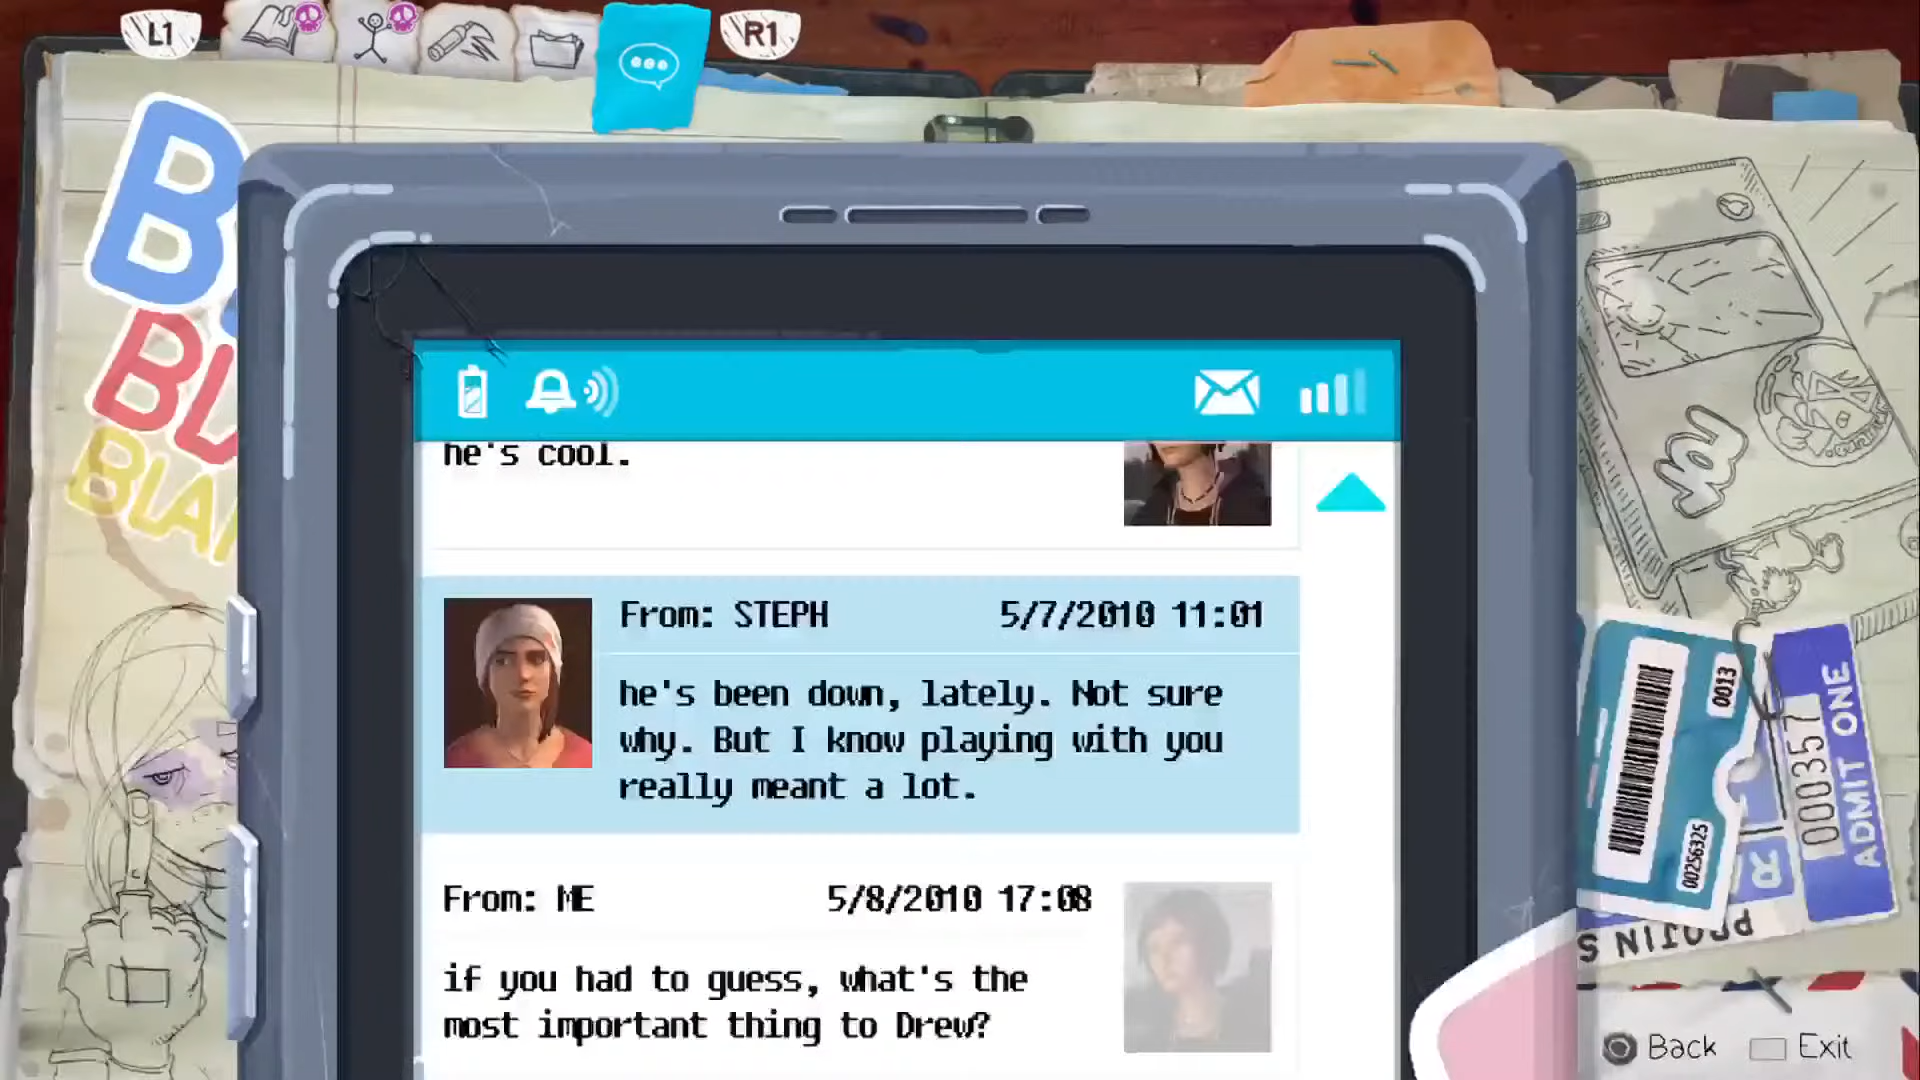 L1
R1
he's cool.
From: STEPH 5/7/2010 11:01
he's been down, lately. Not sure
why. But I know playing with you
really meant a lot.
From: ME 5/8/2010 17:08
if you had to guess, what's the
most important thing to Drew?
0013
00256325
000357
ADMIT ONE
Back
Exit